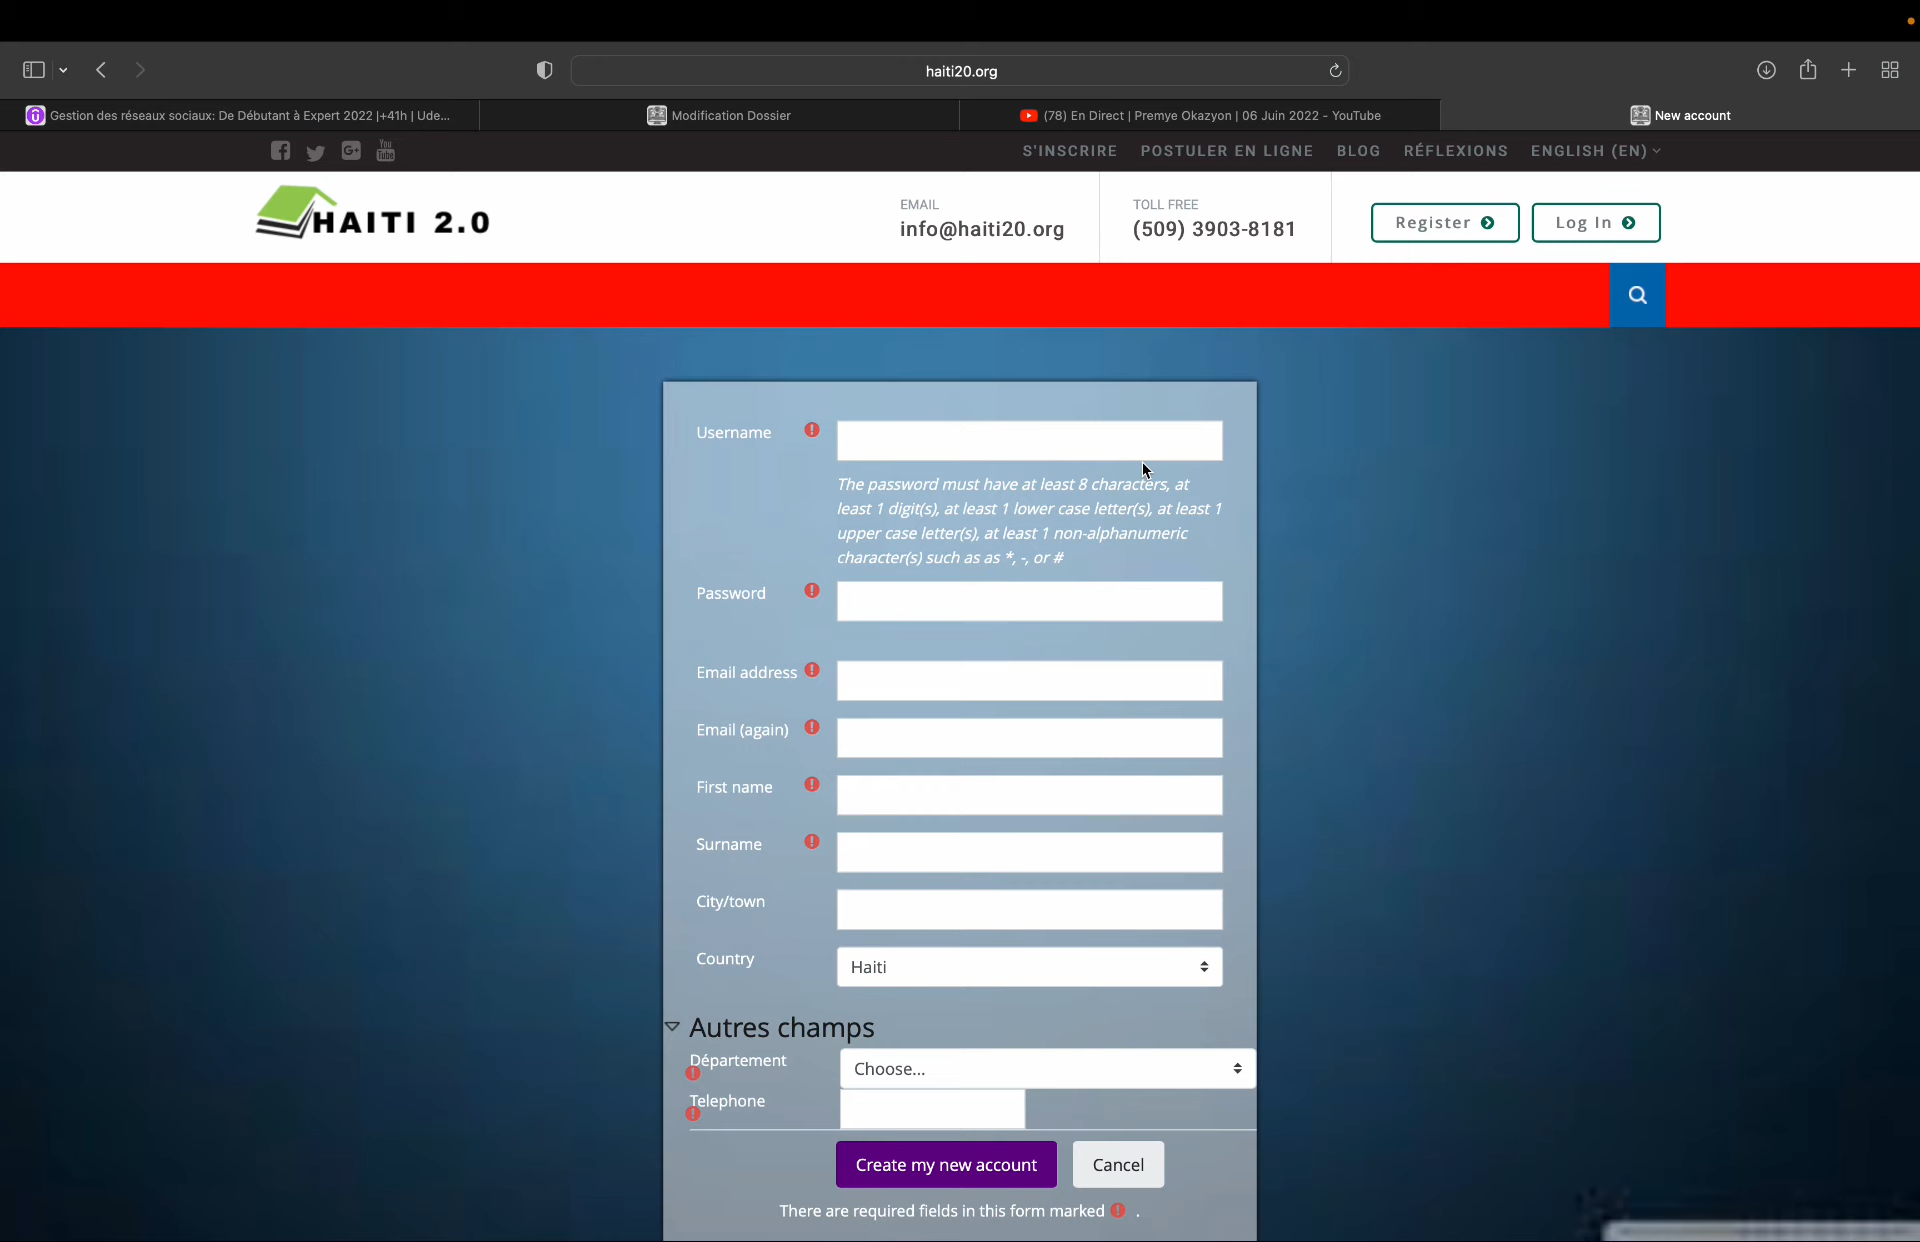 haiti20.org
Gestion des réseaux sociaux: De Débutant à Expert 2022 |+41h | Ude...
Modification Dossier
(78) En Direct | Premye Okazyon | 06 Juin 2022 - YouTube
New account
You Tube
S'INSCRIRE
POSTULER EN LIGNE
BLOG
RÉFLEXIONS
ENGLISH (EN)
HAITI 2.0
EMAIL
info@haiti20.org
TOLL FREE
(509) 3903-8181
Register
Log In
Username
The password must have at least 8 characters, at
least 1 digit(s), at least 1 lower case letter(s), at least 1
upper case letter(s), at least 1 non-alphanumeric
character(s) such as as *, -, or #
Password
Email address
Email (again)
First name
Surname
City/town
Country
Haiti
Autres champs
Département
Choose...
Telephone
Create my new account
Cancel
There are required fields in this form marked .